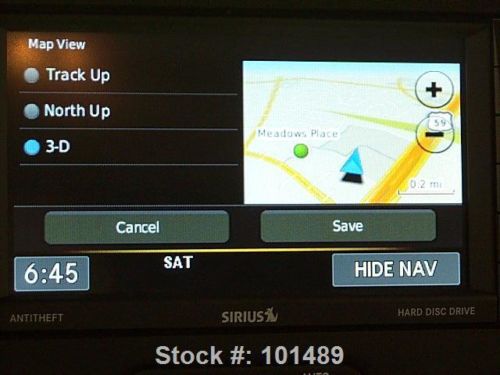 Map View
Track Up
North Up
3-D
Meadows Place
+
59
−
0.2 mi
Cancel
Save
6:45
SAT
HIDE NAV
ANTITHEFT
SIRIUS
HARD DISC DRIVE
Stock #: 101489